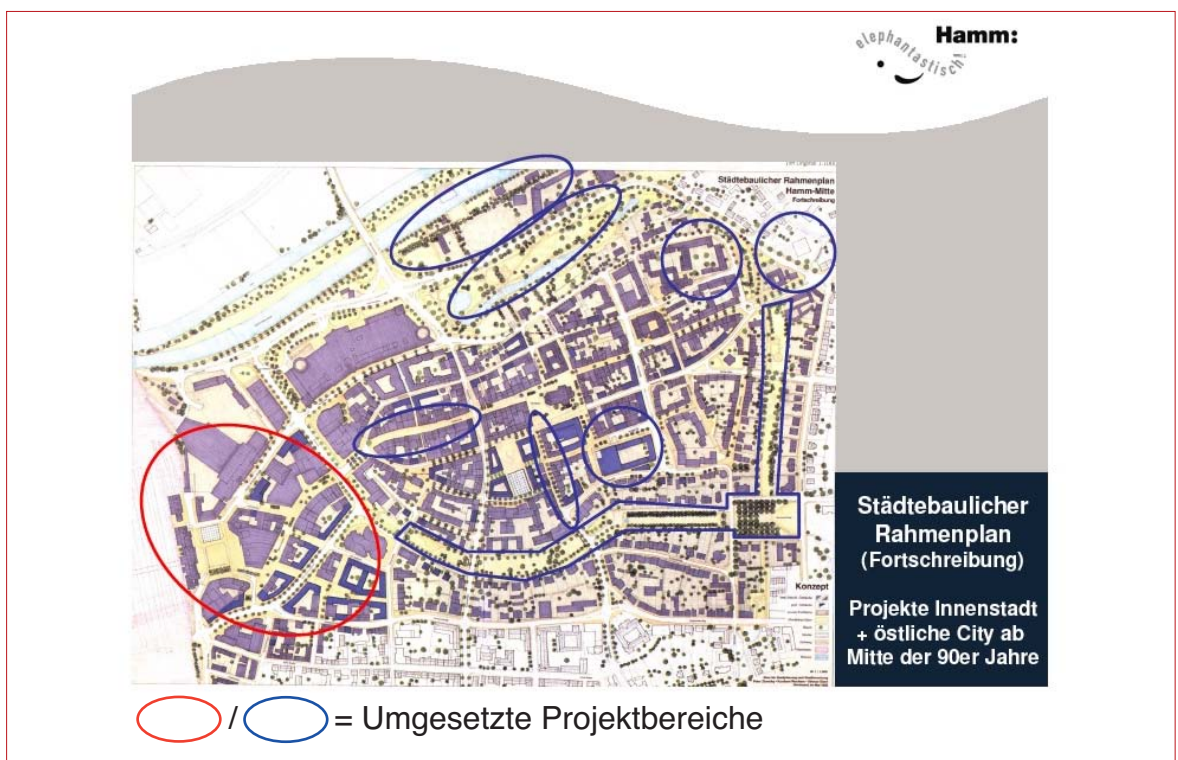 elephantastisch!
Hamm:
Städtebaulicher Rahmenplan
Hamm-Mitte
Fortschreibung
Konzept
Städtebaulicher
Rahmenplan
(Fortschreibung)
Projekte Innenstadt
+ östliche City ab
Mitte der 90er Jahre
/ = Umgesetzte Projektbereiche